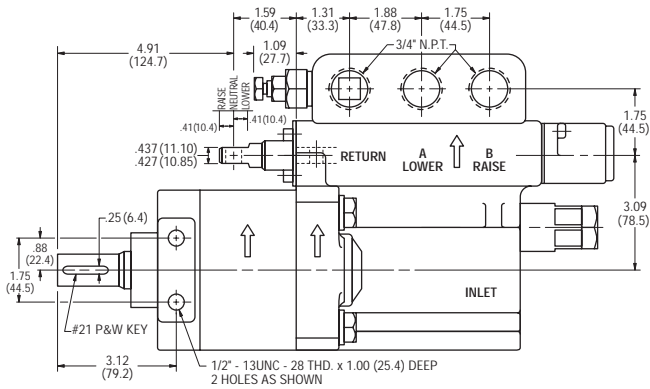 1.59
(40.4)
1.31
(33.3)
1.88
(47.8)
1.75
(44.5)
4.91
(124.7)
1.09
(27.7)
3/4" N.P.T.
RAISE
NEUTRAL
LOWER
.41(10.4)
.41(10.4)
1.75
(44.5)
.437 (11.10)
.427 (10.85)
RETURN
A
LOWER
B
RAISE
3.09
(78.5)
.25 (6.4)
.88
(22.4)
1.75
(44.5)
INLET
#21 P&W KEY
3.12
(79.2)
1/2" - 13UNC - 28 THD. x 1.00 (25.4) DEEP
2 HOLES AS SHOWN